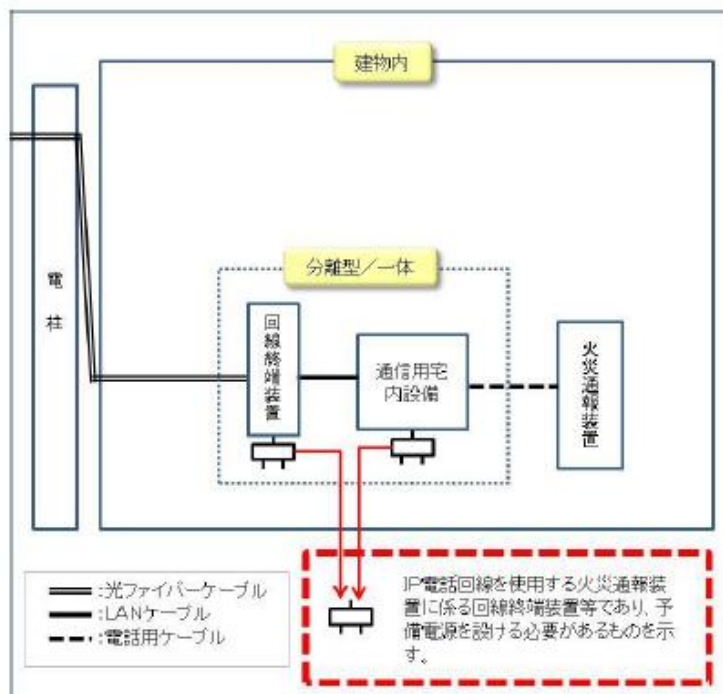 建物内
電柱
分離型／一体
回線終端装置
通信用宅
内設備
火災通報装置
:光ファイバーケーブル
:LANケーブル
:電話用ケーブル
IP電話回線を使用する火災通報装
置に係る回線終端装置等であり、予
備電源を設ける必要があるものを示
す。